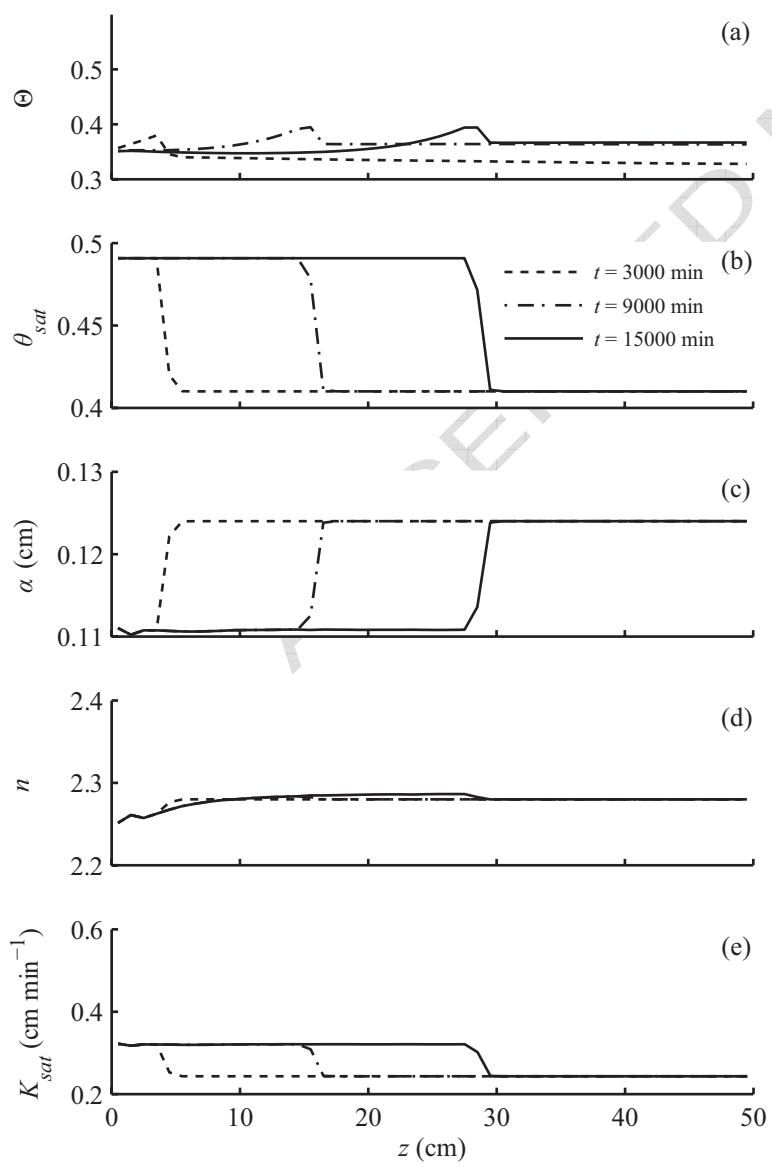 (a)
0.5
0.4
0.3
Θ
(b)
0.5
0.45
0.4
θsat
t = 3000 min
t = 9000 min
t = 15000 min
(c)
0.13
0.12
0.11
α (cm)
(d)
2.4
2.3
2.2
n
(e)
0.6
0.4
0.2
Ksat (cm min−1)
0 10 20 30 40 50
z (cm)